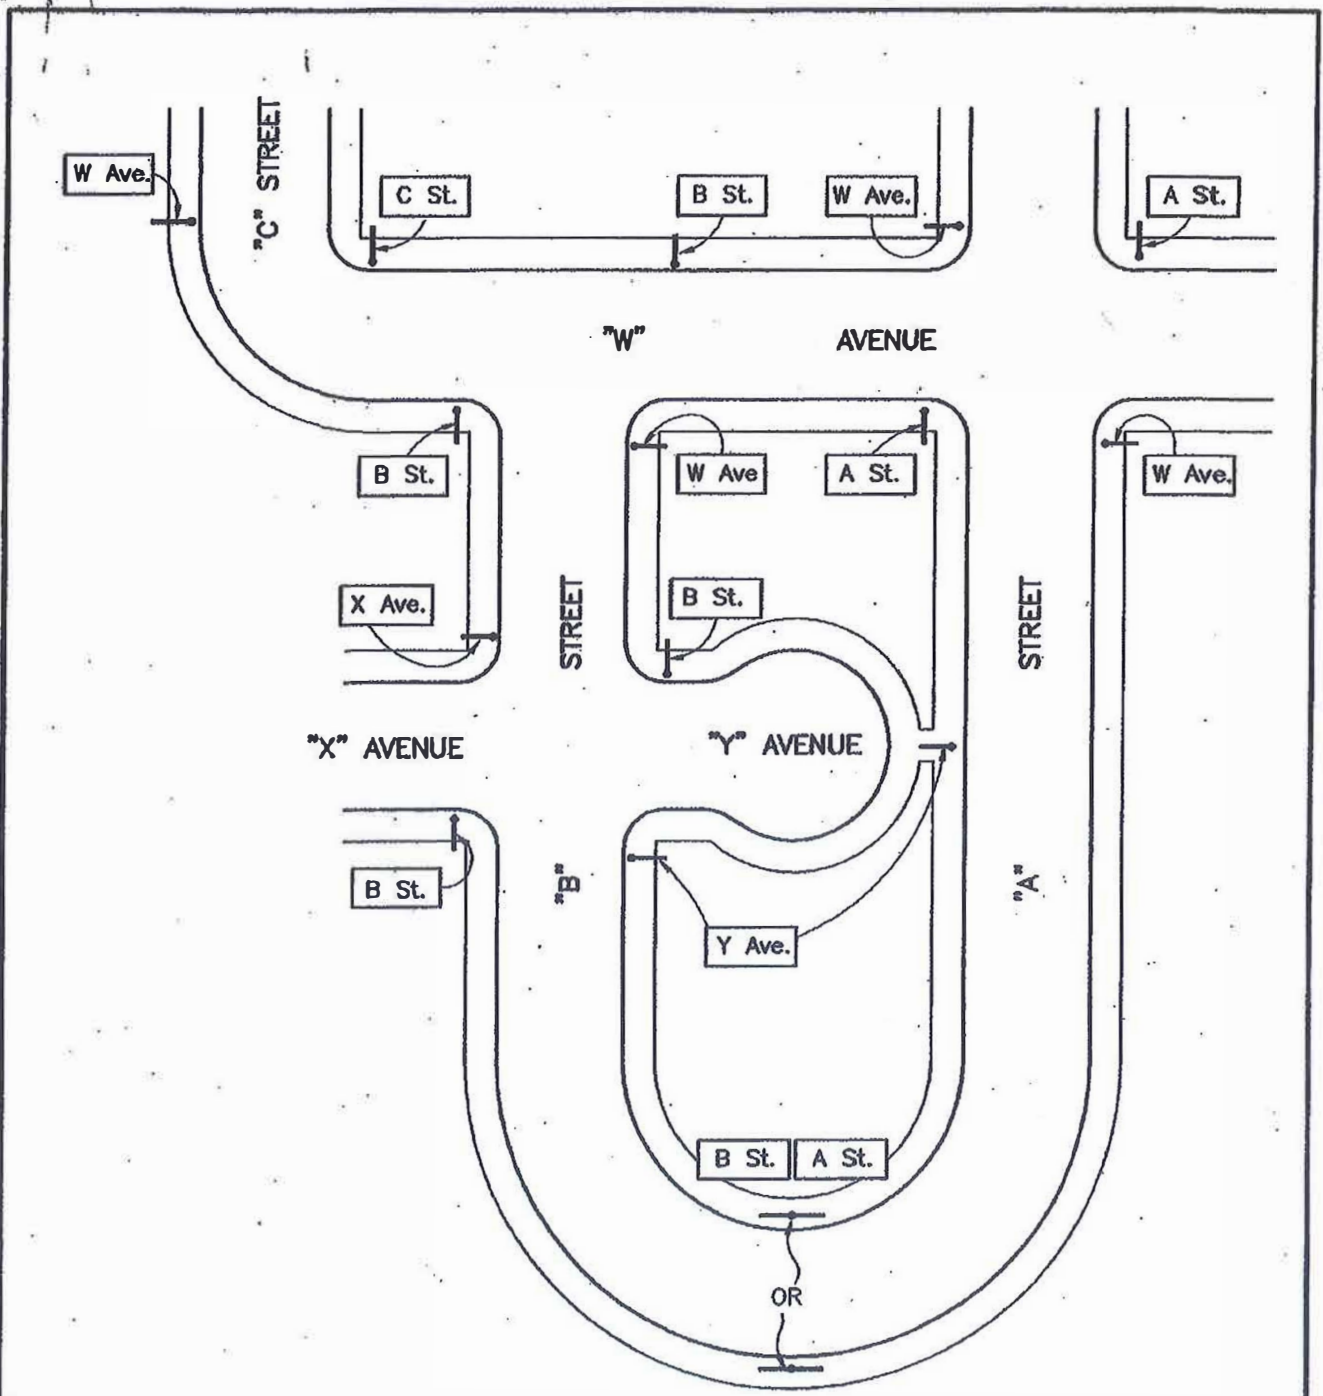 "C" STREET
W Ave.
C St.
B St.
W Ave.
A St.
"W" AVENUE
B St.
W Ave
A St.
W Ave.
X Ave.
B St.
STREET
STREET
"X" AVENUE
"Y" AVENUE
B St.
"B"
"A"
Y Ave.
B St.
A St.
OR